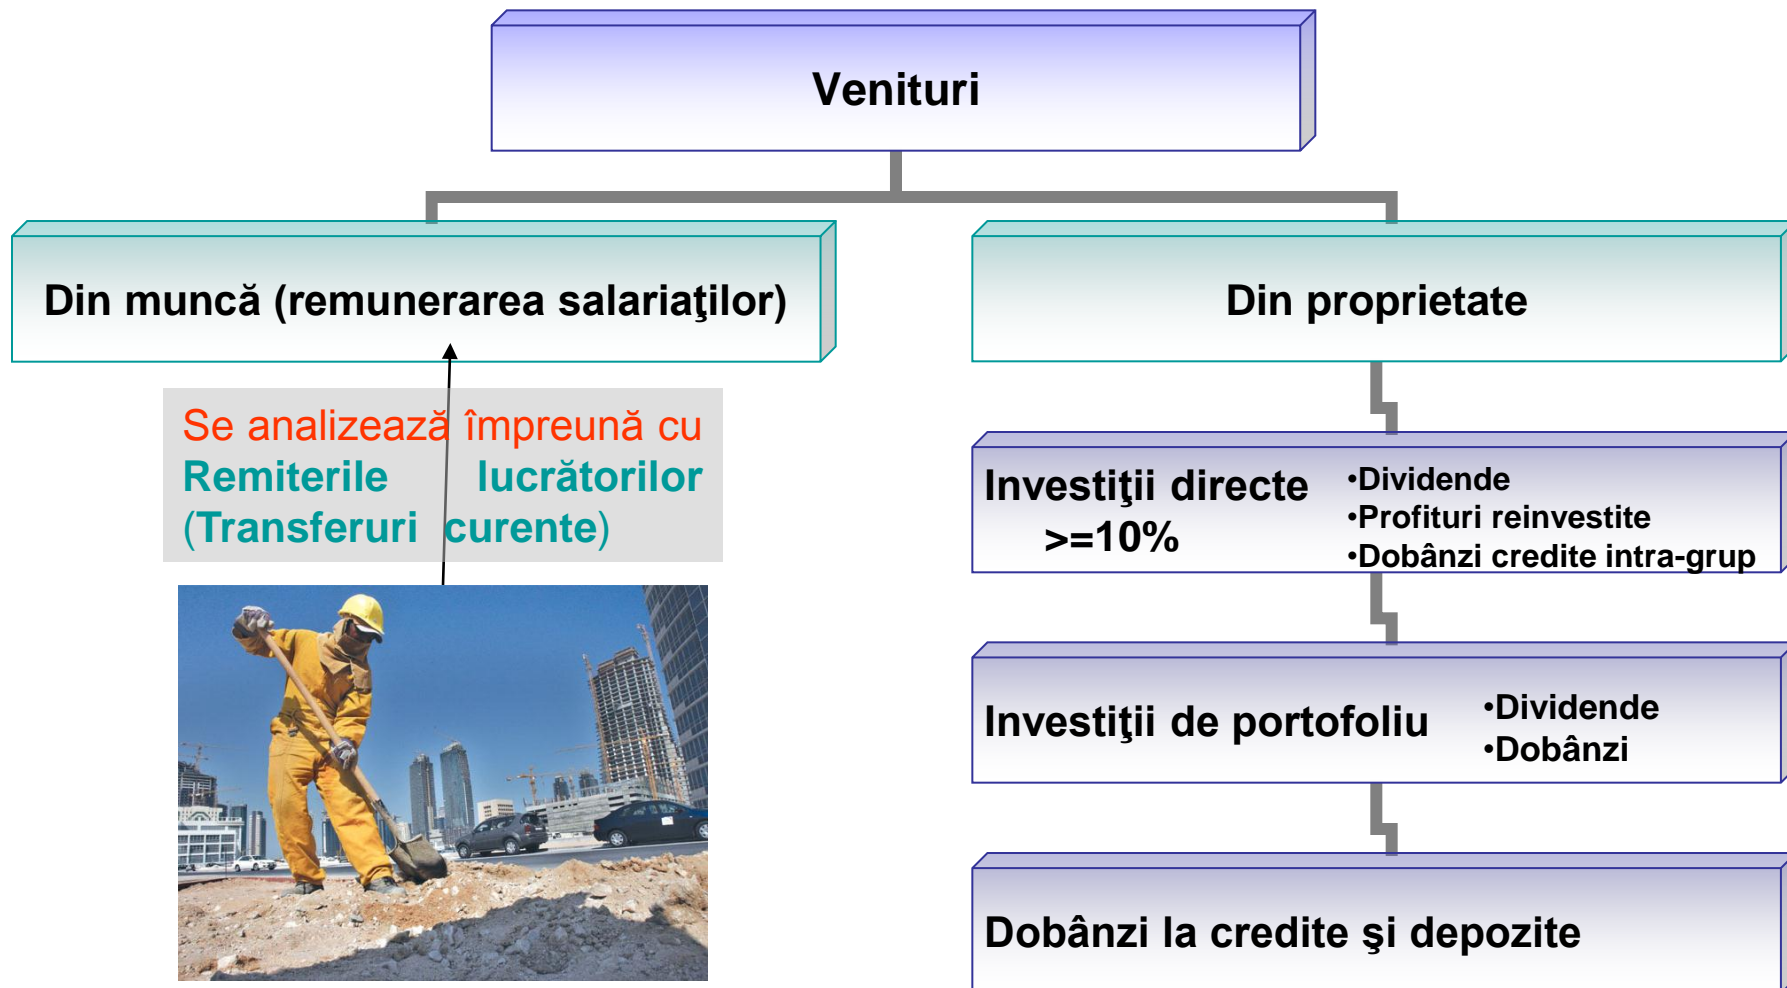 Venituri
Din muncă (remunerarea salariaţilor)
Se analizează împreună cu
Remiterile lucrătorilor
(Transferuri curente)
Din proprietate
Investiţii directe
>=10%
•Dividende
•Profituri reinvestite
•Dobânzi credite intra-grup
Investiţii de portofoliu
•Dividende
•Dobânzi
Dobânzi la credite şi depozite